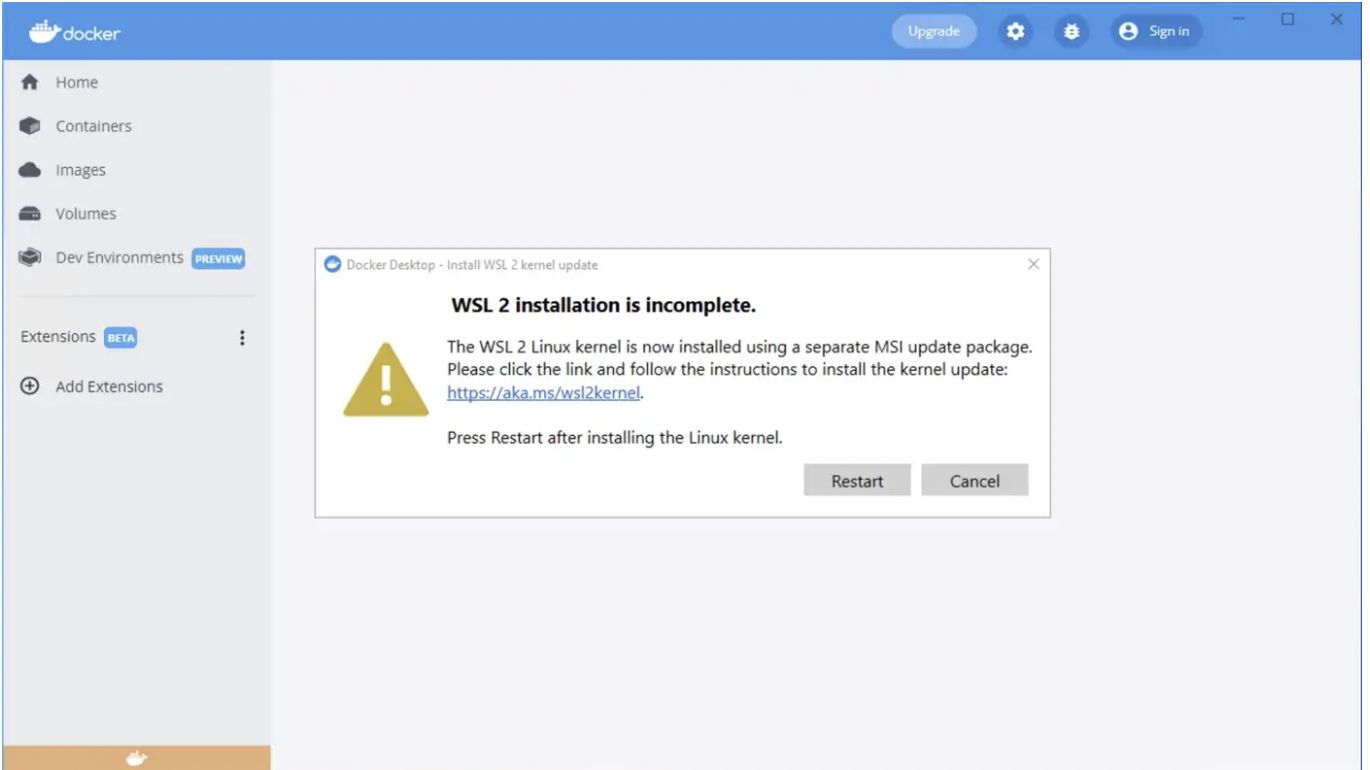 docker
Upgrade
Sign in
Home
Containers
Images
Volumes
Dev Environments PREVIEW
Extensions BETA
Add Extensions
Docker Desktop - Install WSL 2 kernel update
WSL 2 installation is incomplete.
The WSL 2 Linux kernel is now installed using a separate MSI update package.
Please click the link and follow the instructions to install the kernel update:
https://aka.ms/wsl2kernel.
Press Restart after installing the Linux kernel.
Restart
Cancel